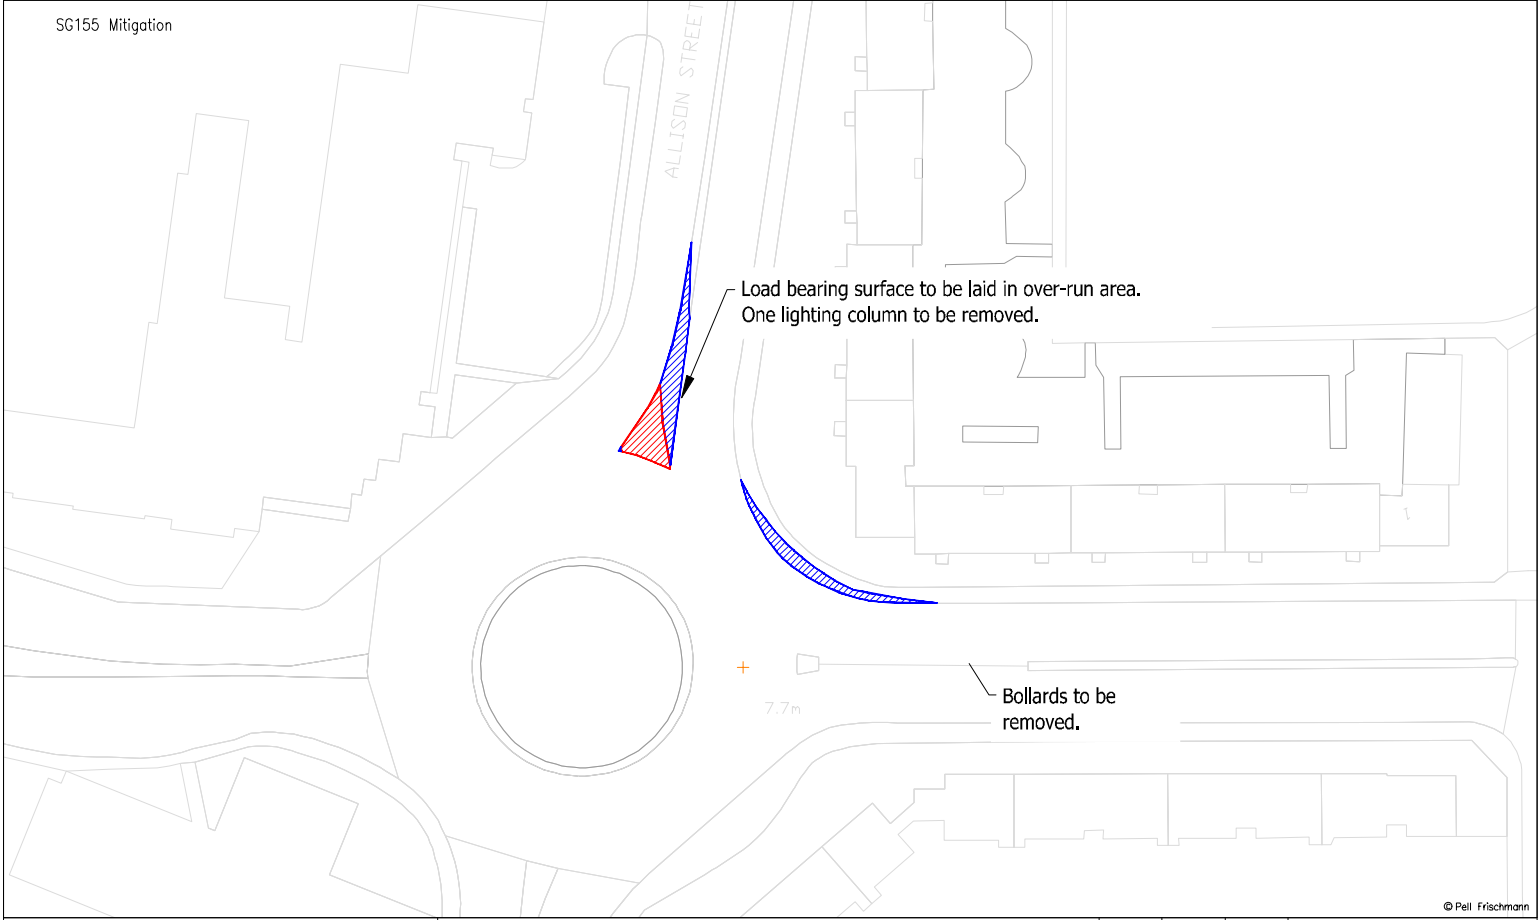 SG155 Mitigation
ALLISON STREET
Load bearing surface to be laid in over-run area.
One lighting column to be removed.
1
Bollards to be
removed.
7.7m
© Pell Frischmann